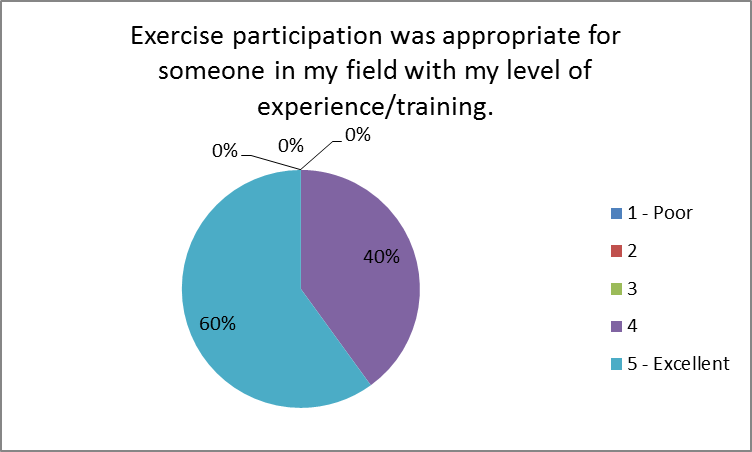 Exercise participation was appropriate for
someone in my field with my level of
experience/training.
0%
0%
0%
40%
60%
1 - Poor
2
3
4
5 - Excellent